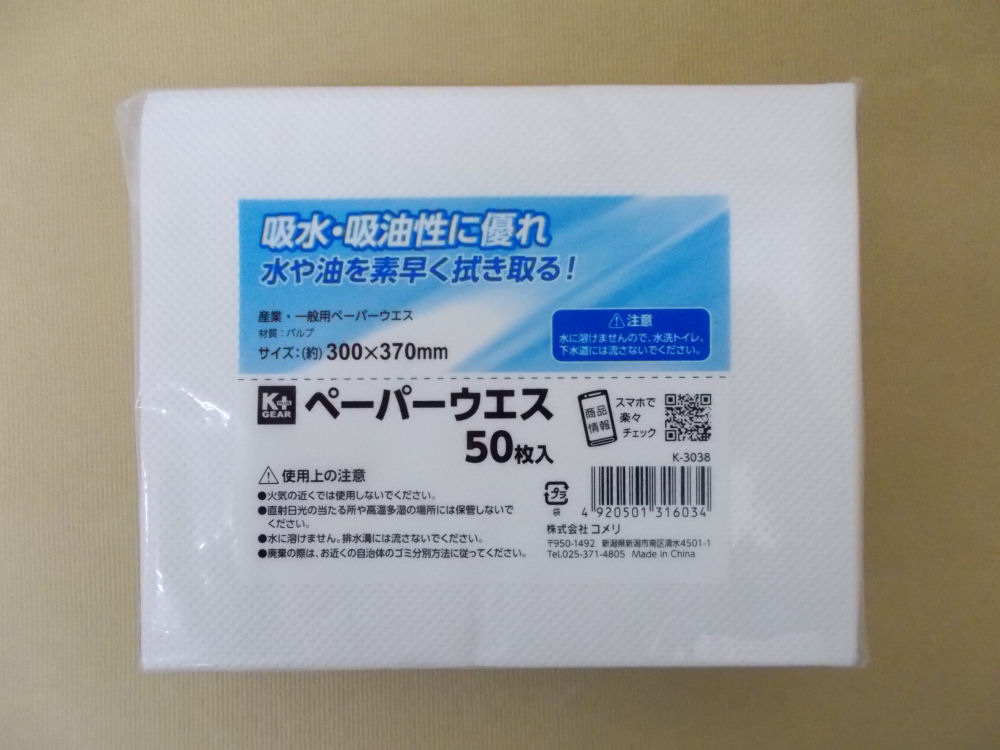 吸水・吸油性に優れ
水や油を素早く拭き取る!
産業・一般用ペーパーウエス
材質:パルプ
サイズ:(約)300×370mm
注意
水に溶けませんので、水洗トイレ、
下水道には流さないでください。
K+
PLUS
GEAR
ペーパーウエス
50枚入
商品
情報
スマホで
楽々
チェック
K-3038
使用上の注意
●火気の近くでは使用しないでください。
●直射日光の当たる所や高温多湿の場所には保管しないで
ください。
●水に溶けません。排水溝には流さないでください。
●廃棄の際は、お近くの自治体のゴミ分別方法に従ってください。
プラ
袋
4 920501 316034
株式会社 コメリ
〒950-1492 新潟県新潟市南区清水4501-1
Tel.025-371-4805 Made in China